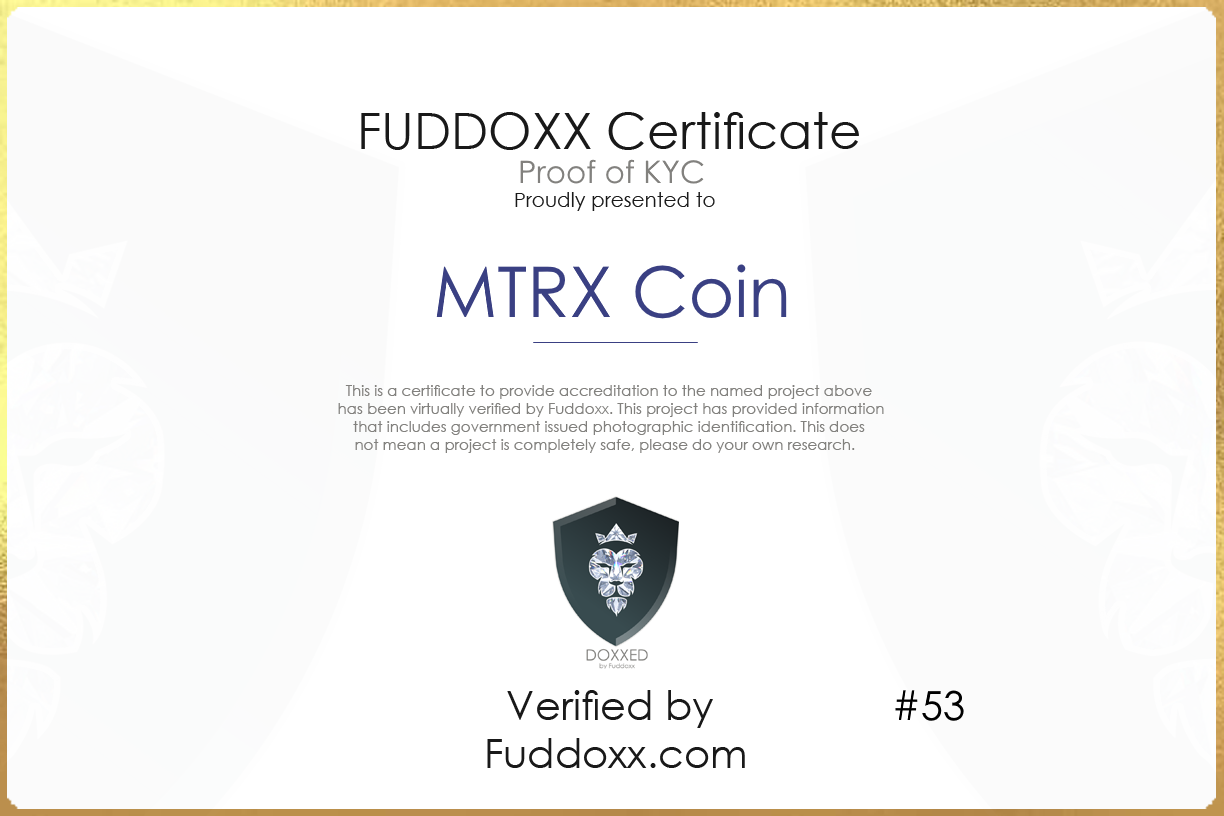 FUDDOXX Certificate
Proof of KYC
Proudly presented to
MTRX Coin
This is a certificate to provide accreditation to the named project above
has been virtually verified by Fuddoxx. This project has provided information
that includes government issued photographic identification. This does
not mean a project is completely safe, please do your own research.
DOXXED
by Fuddoxx
Verified by
Fuddoxx.com
#53